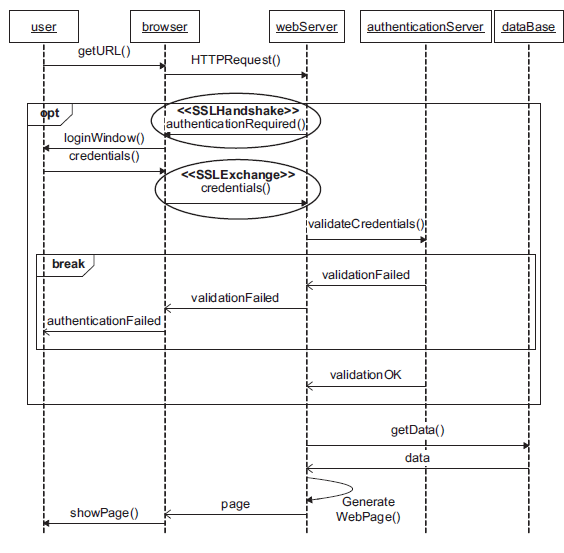 user
browser
webServer
authenticationServer
dataBase
getURL()
HTTPRequest()
opt
<<SSLHandshake>>
authenticationRequired()
loginWindow()
credentials()
<<SSLExchange>>
credentials()
validateCredentials()
break
validationFailed
validationFailed
authenticationFailed
validationOK
getData()
data
Generate
WebPage()
page
showPage()